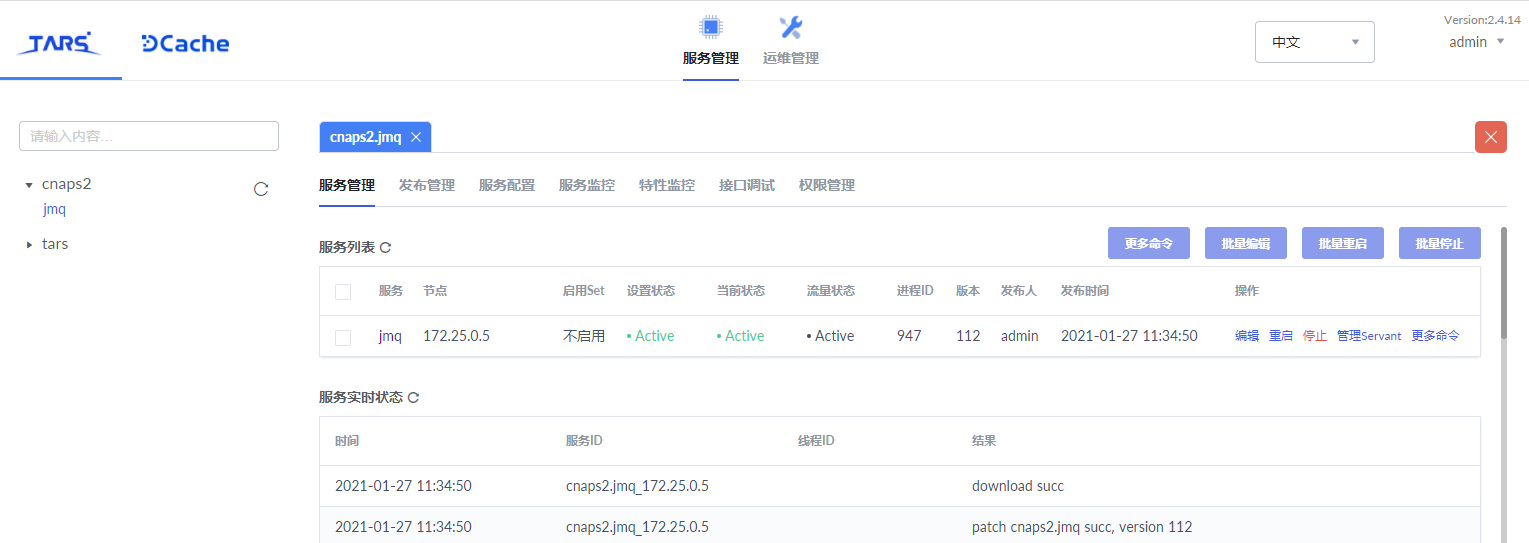 TARS DCache 服务管理 运维管理 中文 Version:2.4.14
admin
请输入内容...
cnaps2
jmq
tars
cnaps2.jmq
服务管理 发布管理 服务配置 服务监控 特性监控 接口调试 权限管理
服务列表 更多命令 批量编辑 批量重启 批量停止
服务 节点 启用Set 设置状态 当前状态 流量状态 进程ID 版本 发布人 发布时间 操作
jmq 172.25.0.5 不启用 • Active • Active • Active 947 112 admin 2021-01-27 11:34:50 编辑 重启 停止 管理Servant 更多命令
服务实时状态
时间 服务ID 线程ID 结果
2021-01-27 11:34:50 cnaps2.jmq_172.25.0.5 download succ
2021-01-27 11:34:50 cnaps2.jmq_172.25.0.5 patch cnaps2.jmq succ, version 112